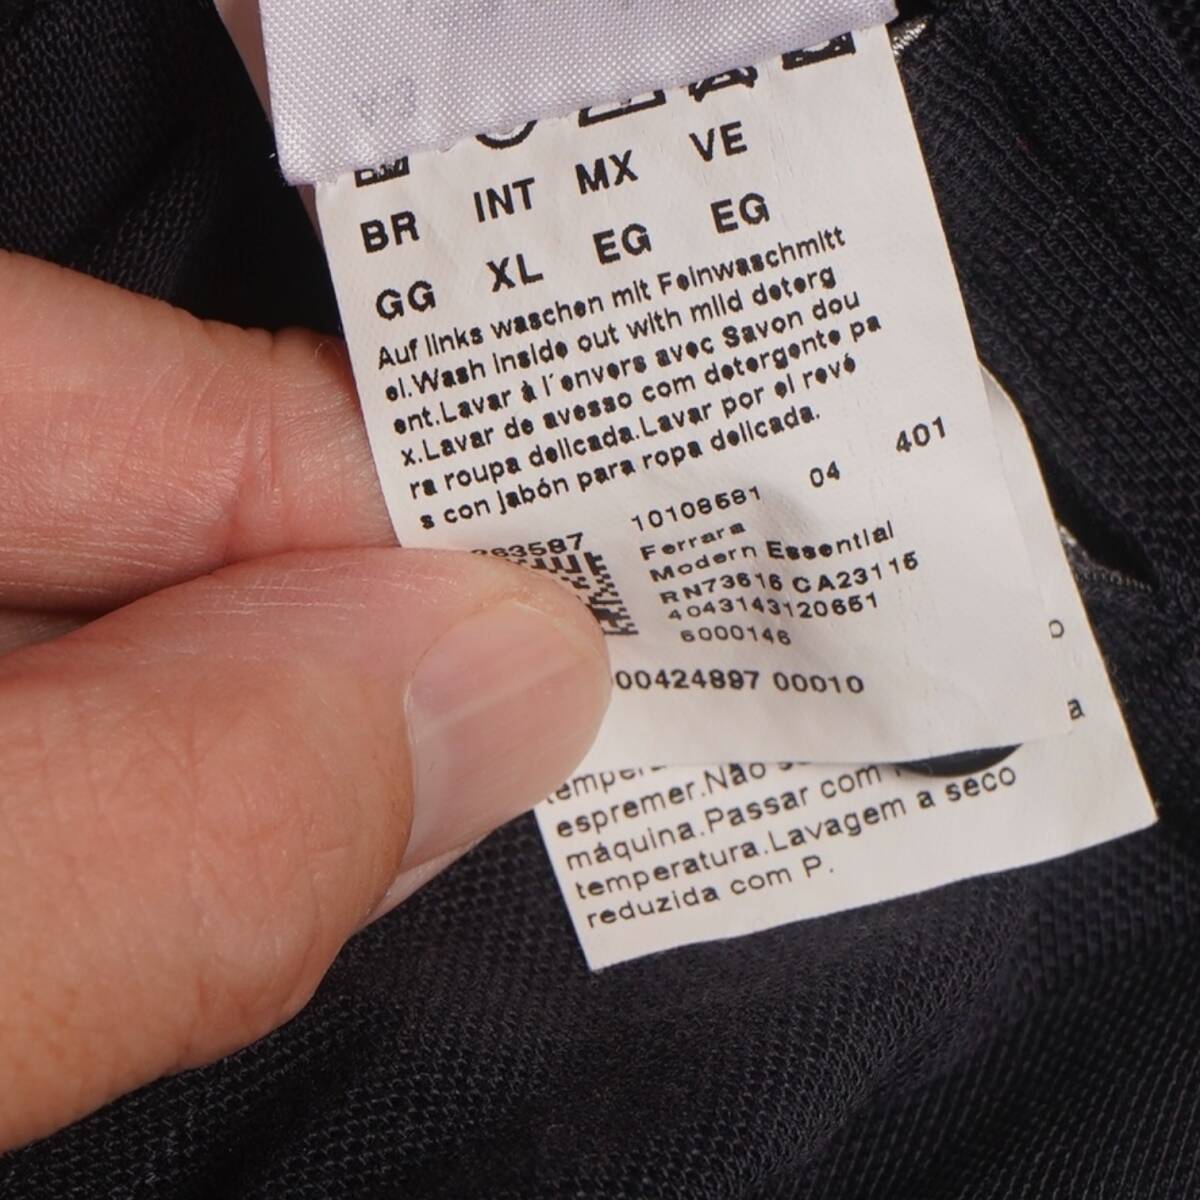 BR INT MX VE
GG XL EG EG
Auf links waschen mit Feinwaschmitt
el.Wash inside out with mild deterg
ent.Lavar à l´envers avec Savon dou
x.Lavar de avesso com detergente pa
ra roupa delicada.Lavar por el revé
s con jabón para ropa delicada.
10108581 04 401
363587 Ferrara
Modern Essential
RN73616 CA23115
4043143120651
6000146
00424897 00010
o
a
espremer.Não
máquina.Passar com
temperatura.Lavagem a seco
reduzida com P.